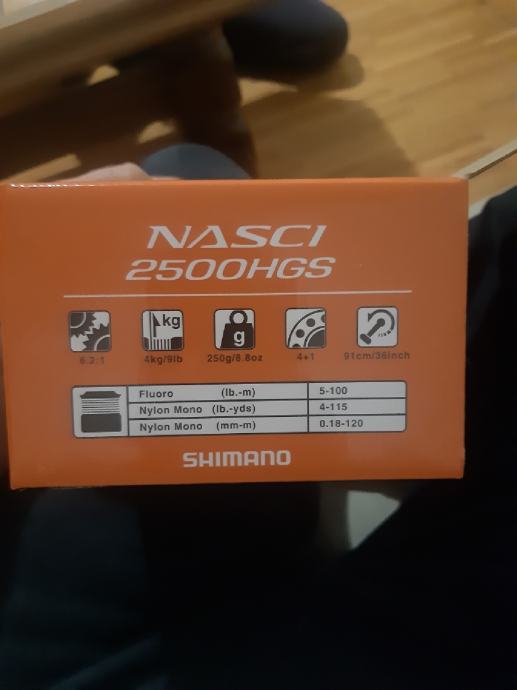 NASCI
2500HGS
kg
g
6.2:1 4kg/9lb 250g/8.8oz 4+1 91cm/36inch
Fluoro (lb.-m) 5-100
Nylon Mono (lb.-yds) 4-115
Nylon Mono (mm-m) 0.18-120
SHIMANO